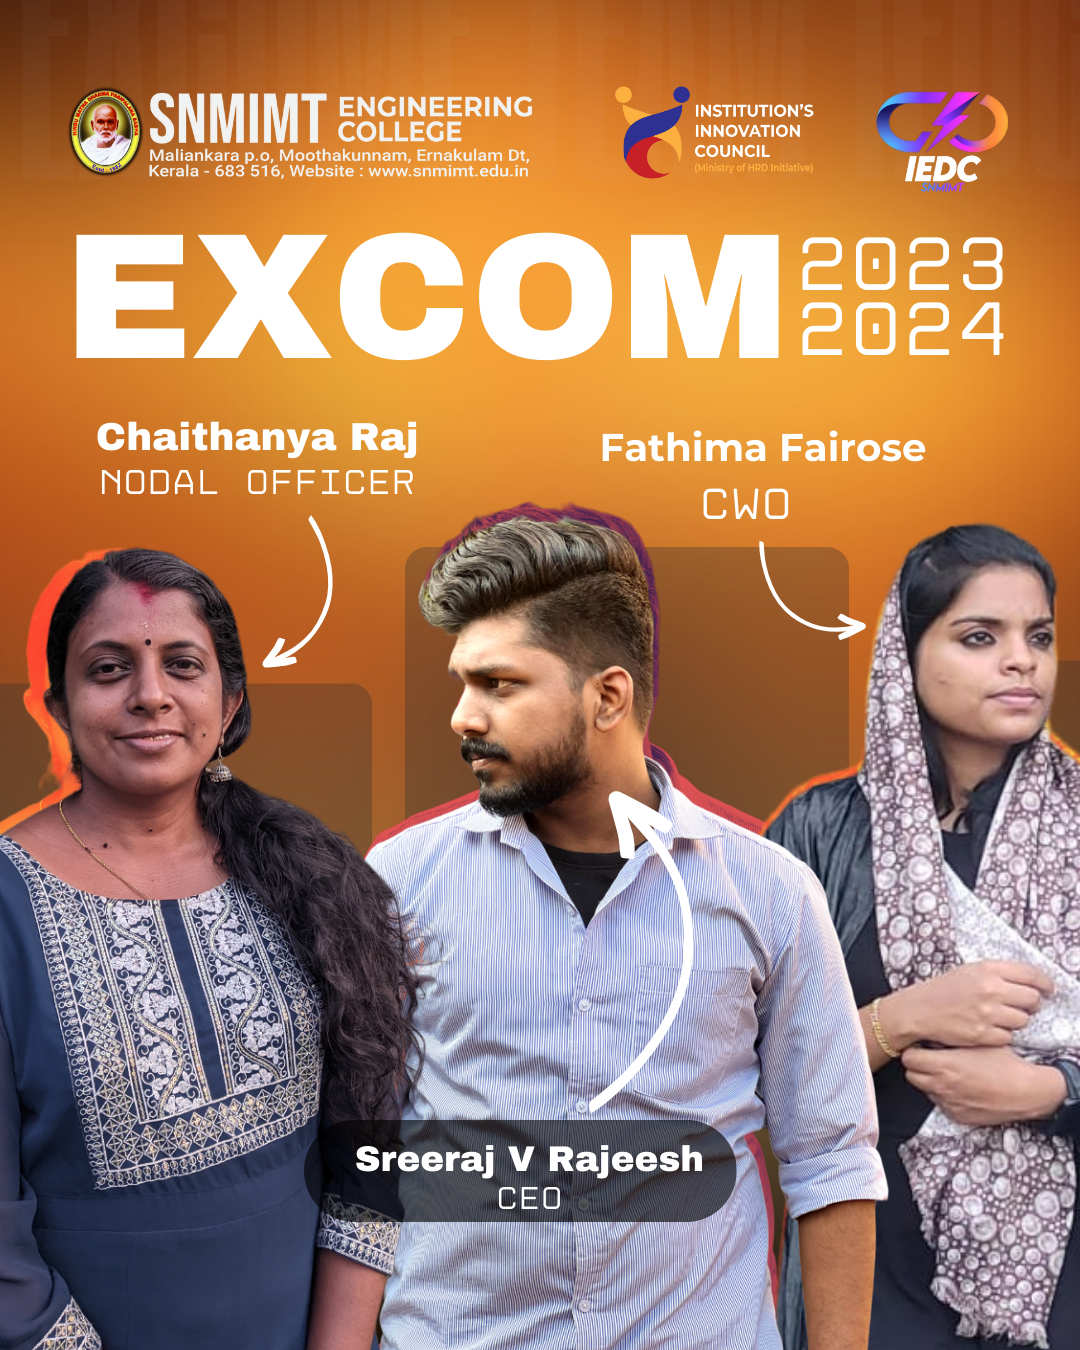 SNMIMT ENGINEERING
COLLEGE
Maliankara p.o, Moothakunnam, Ernakulam Dt,
Kerala - 683 516, Website : www.snmimt.edu.in
INSTITUTION'S
INNOVATION
COUNCIL
(Ministry of HRD Initiative)
IEDC
SNMIMT
EXCOM 2023
2024
Chaithanya Raj
NODAL OFFICER
Fathima Fairose
CWO
Sreeraj V Rajeesh
CEO